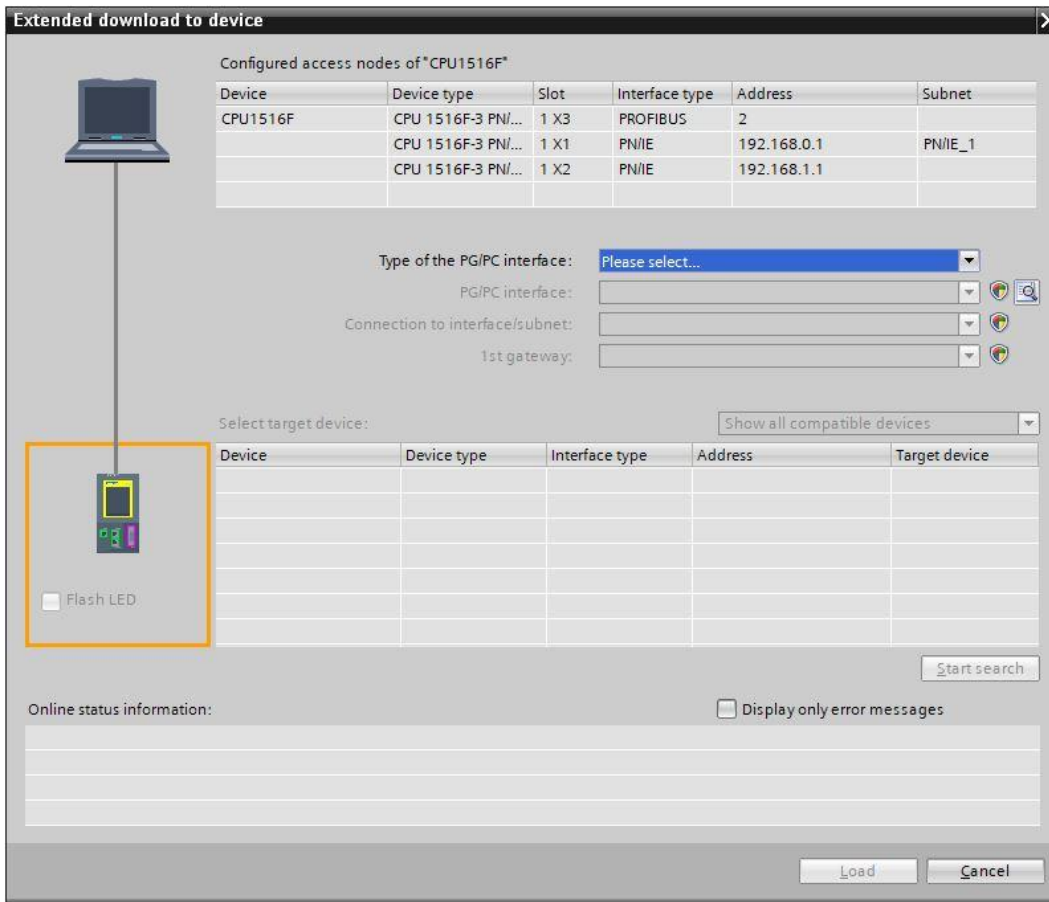 Extended download to device
Configured access nodes of "CPU1516F"
Device Device type Slot Interface type Address Subnet
CPU1516F CPU 1516F-3 PN/... 1 X3 PROFIBUS 2
CPU 1516F-3 PN/... 1 X1 PN/IE 192.168.0.1 PN/IE_1
CPU 1516F-3 PN/... 1 X2 PN/IE 192.168.1.1
Type of the PG/PC interface: Please select...
PG/PC interface:
Connection to interface/subnet:
1st gateway:
Select target device: Show all compatible devices
Device Device type Interface type Address Target device
Flash LED
Start search
Online status information: Display only error messages
Load Cancel